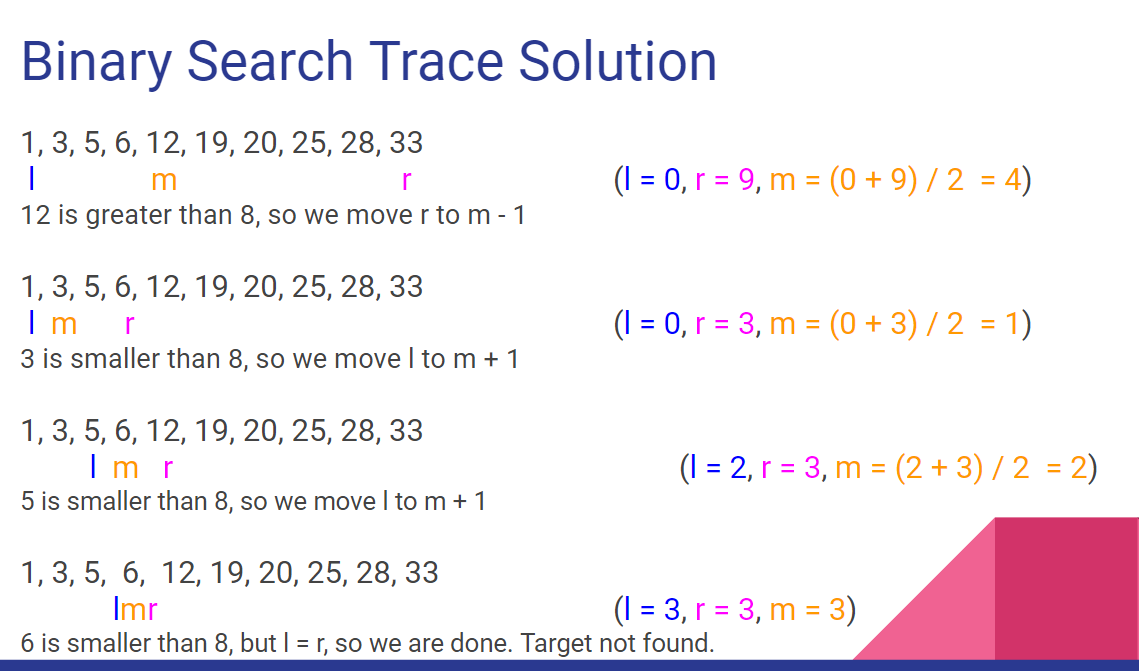 Binary Search Trace Solution
1, 3, 5, 6, 12, 19, 20, 25, 28, 33
l m r (l = 0, r = 9, m = (0 + 9) / 2 = 4)
12 is greater than 8, so we move r to m - 1
1, 3, 5, 6, 12, 19, 20, 25, 28, 33
l m r (l = 0, r = 3, m = (0 + 3) / 2 = 1)
3 is smaller than 8, so we move l to m + 1
1, 3, 5, 6, 12, 19, 20, 25, 28, 33
l m r (l = 2, r = 3, m = (2 + 3) / 2 = 2)
5 is smaller than 8, so we move l to m + 1
1, 3, 5, 6, 12, 19, 20, 25, 28, 33
lmr (l = 3, r = 3, m = 3)
6 is smaller than 8, but l = r, so we are done. Target not found.